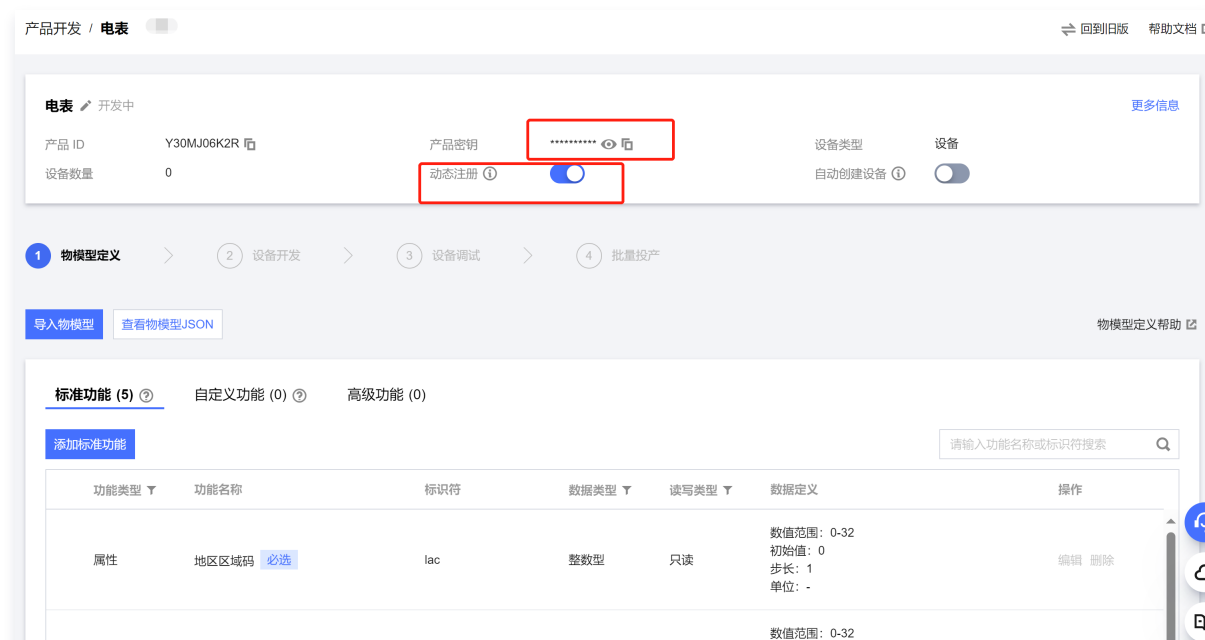 产品开发 / 电表
回到旧版 帮助文档
电表 开发中 更多信息
产品 ID Y30MJ06K2R 产品密钥 ********** 设备类型 设备
设备数量 0 动态注册 自动创建设备
1 物模型定义 2 设备开发 3 设备调试 4 批量投产
导入物模型 查看物模型JSON 物模型定义帮助
标准功能 (5) 自定义功能 (0) 高级功能 (0)
添加标准功能 请输入功能名称或标识符搜索
功能类型 功能名称 标识符 数据类型 读写类型 数据定义 操作
属性 地区区域码 必选 lac 整数型 只读 数值范围：0-32
初始值：0
步长：1
单位：-
编辑 删除
数值范围：0-32